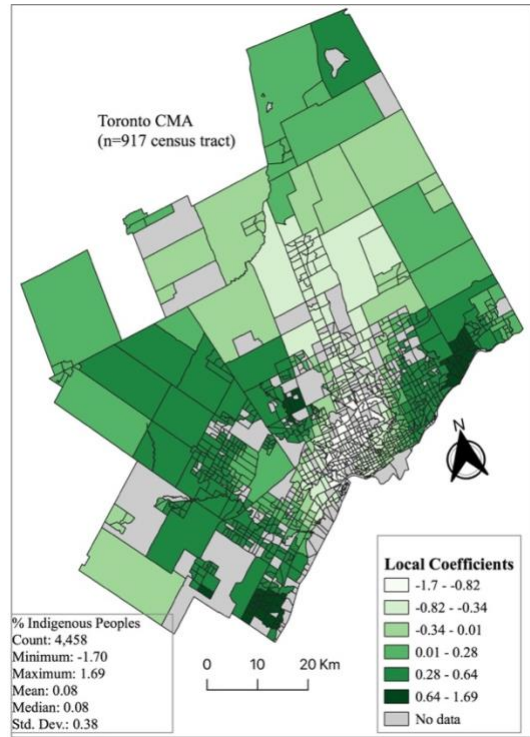 Toronto CMA
(n=917 census tract)
N
Local Coefficients
-1.7 - -0.82
-0.82 - -0.34
-0.34 - 0.01
0.01 - 0.28
0.28 - 0.64
0.64 - 1.69
No data
% Indigenous Peoples
Count: 4,458
Minimum: -1.70
Maximum: 1.69
Mean: 0.08
Median: 0.08
Std. Dev.: 0.38
0 10 20 Km